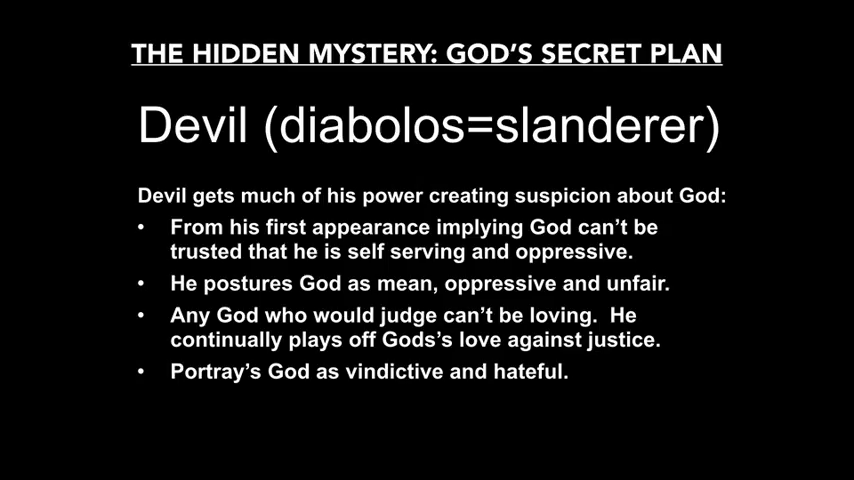 THE HIDDEN MYSTERY: GOD'S SECRET PLAN
Devil (diabolos=slanderer)
Devil gets much of his power creating suspicion about God:
• From his first appearance implying God can't be
trusted that he is self serving and oppressive.
• He postures God as mean, oppressive and unfair.
• Any God who would judge can't be loving.  He
continually plays off Gods's love against justice.
• Portray's God as vindictive and hateful.